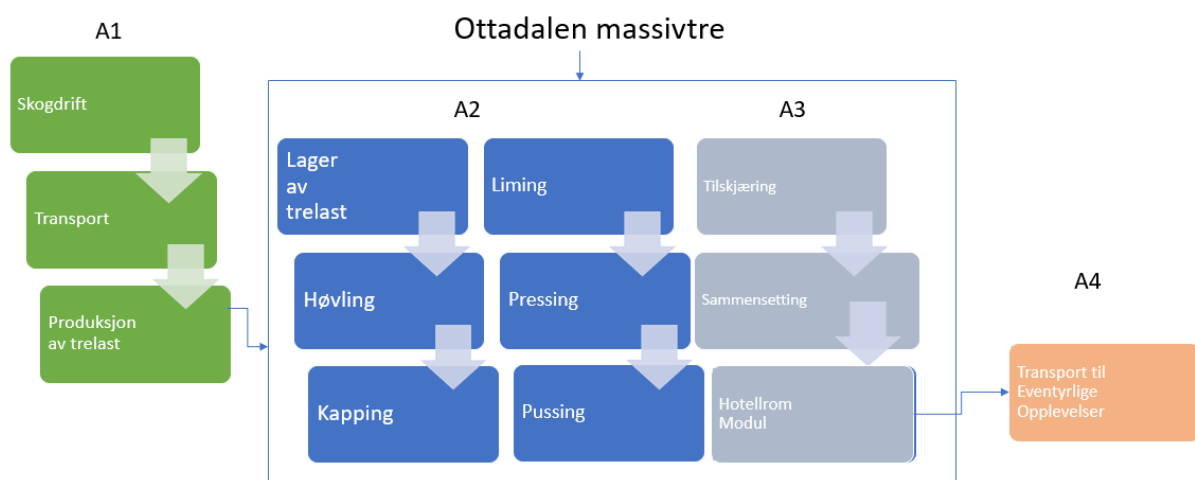 Ottadalen massivtre
A1
Skogdrift
Transport
Produksjon
av trelast
A2
Lager
av
trelast
Høvling
Kapping
Liming
Pressing
Pussing
A3
Tilskjæring
Sammensetting
Hotellrom
Modul
A4
Transport til
Eventyrlige
Opplevelser